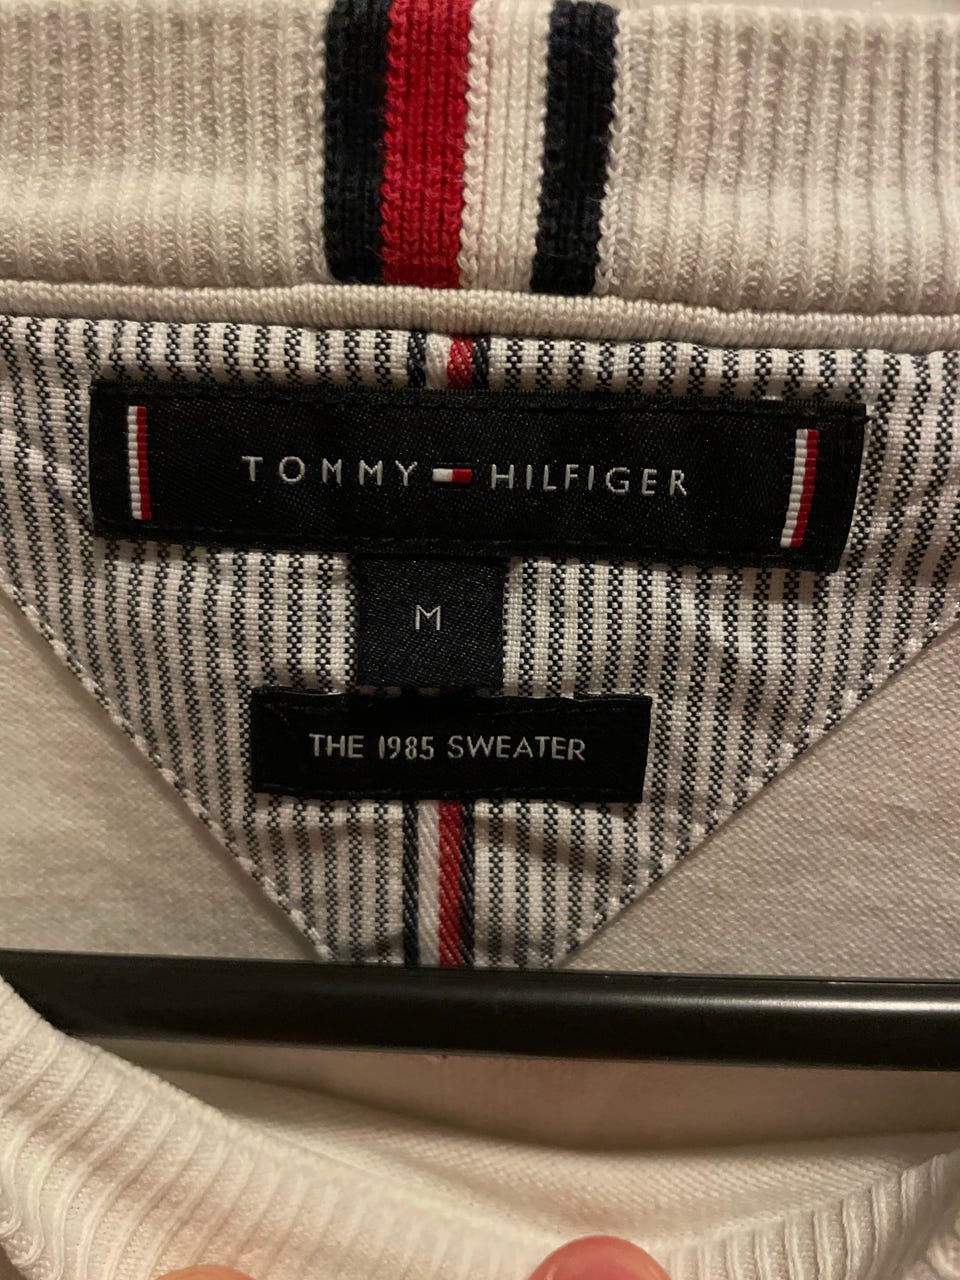 TOMMY HILFIGER
M
THE 1985 SWEATER